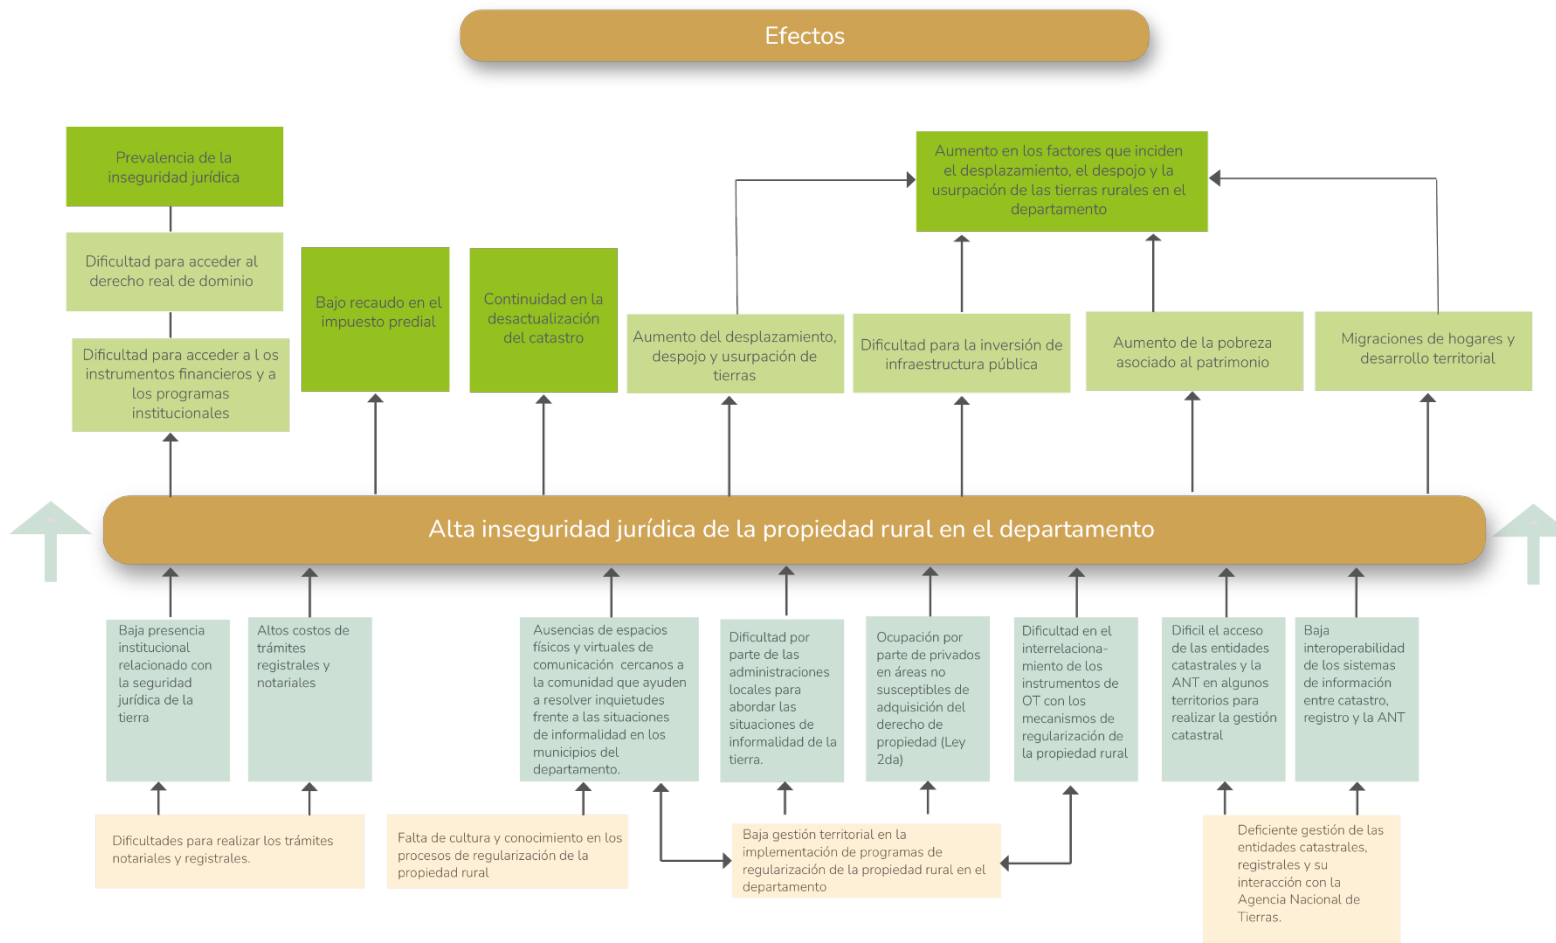 Efectos
Prevalencia de la
inseguridad jurídica
Aumento en los factores que inciden
el desplazamiento, el despojo y la
usurpación de las tierras rurales en el
departamento
Dificultad para acceder al
derecho real de dominio
Bajo recaudo en el
impuesto predial
Continuidad en la
desactualización
del catastro
Dificultad para acceder a l os
instrumentos financieros y a
los programas
institucionales
Aumento del desplazamiento,
despojo y usurpación de
tierras
Dificultad para la inversión de
infraestructura pública
Aumento de la pobreza
asociado al patrimonio
Migraciones de hogares y
desarrollo territorial
Alta inseguridad jurídica de la propiedad rural en el departamento
Baja presencia
institucional
relacionado con
la seguridad
jurídica de la
tierra
Altos costos de
trámites
registrales y
notariales
Ausencias de espacios
físicos y virtuales de
comunicación cercanos a
la comunidad que ayuden
a resolver inquietudes
frente a las situaciones
de informalidad en los
municipios del
departamento.
Dificultad por
parte de las
administraciones
locales para
abordar las
situaciones de
informalidad de la
tierra.
Ocupación por
parte de privados
en áreas no
susceptibles de
adquisición del
derecho de
propiedad (Ley
2da)
Dificultad en el
interrelaciona-
miento de los
instrumentos de
OT con los
mecanismos de
regularización de
la propiedad rural
Dificil el acceso
de las entidades
catastrales y la
ANT en algunos
territorios para
realizar la gestión
catastral
Baja
interoperabilidad
de los sistemas
de información
entre catastro,
registro y la ANT
Dificultades para realizar los trámites
notariales y registrales.
Falta de cultura y conocimiento en los
procesos de regularización de la
propiedad rural
Baja gestión territorial en la
implementación de programas de
regularización de la propiedad rural en el
departamento
Deficiente gestión de las
entidades catastrales,
registrales y su
interacción con la
Agencia Nacional de
Tierras.